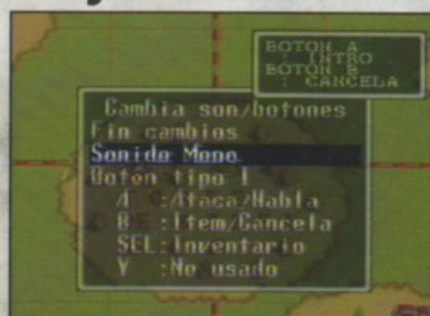 BOTON A
: INTRO
BOTON B
: CANCELA
Cambia son/botones
Fin cambios
Sonido Mono
Botón tipo 1
A :Ataca/Habla
B :Item/Cancela
SEL:Inventario
Y :No usado